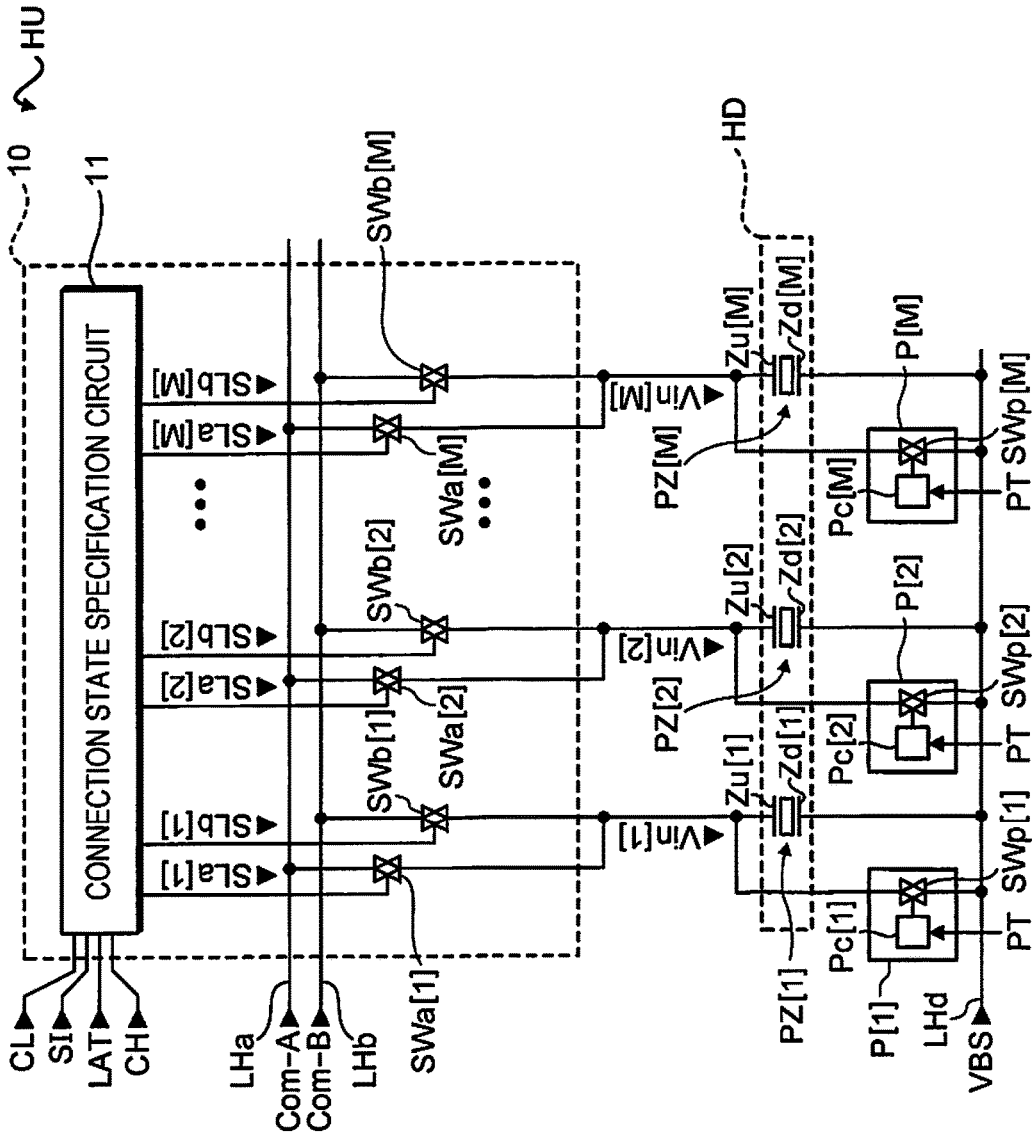 HU
10
11
CONNECTION STATE SPECIFICATION CIRCUIT
CL
SI
LAT
CH
SLa[1]
SLb[1]
SLa[2]
SLb[2]
SLa[M]
SLb[M]
LHa
Com-A
Com-B
LHb
SWa[1]
SWb[1]
SWa[2]
SWb[2]
SWa[M]
SWb[M]
Vin[1]
Vin[2]
Vin[M]
HD
PZ[1]
Zu[1]
Zd[1]
PZ[2]
Zu[2]
Zd[2]
PZ[M]
Zu[M]
Zd[M]
P[1]
Pc[1]
SWp[1]
PT
P[2]
Pc[2]
SWp[2]
PT
P[M]
Pc[M]
SWp[M]
PT
LHd
VBS